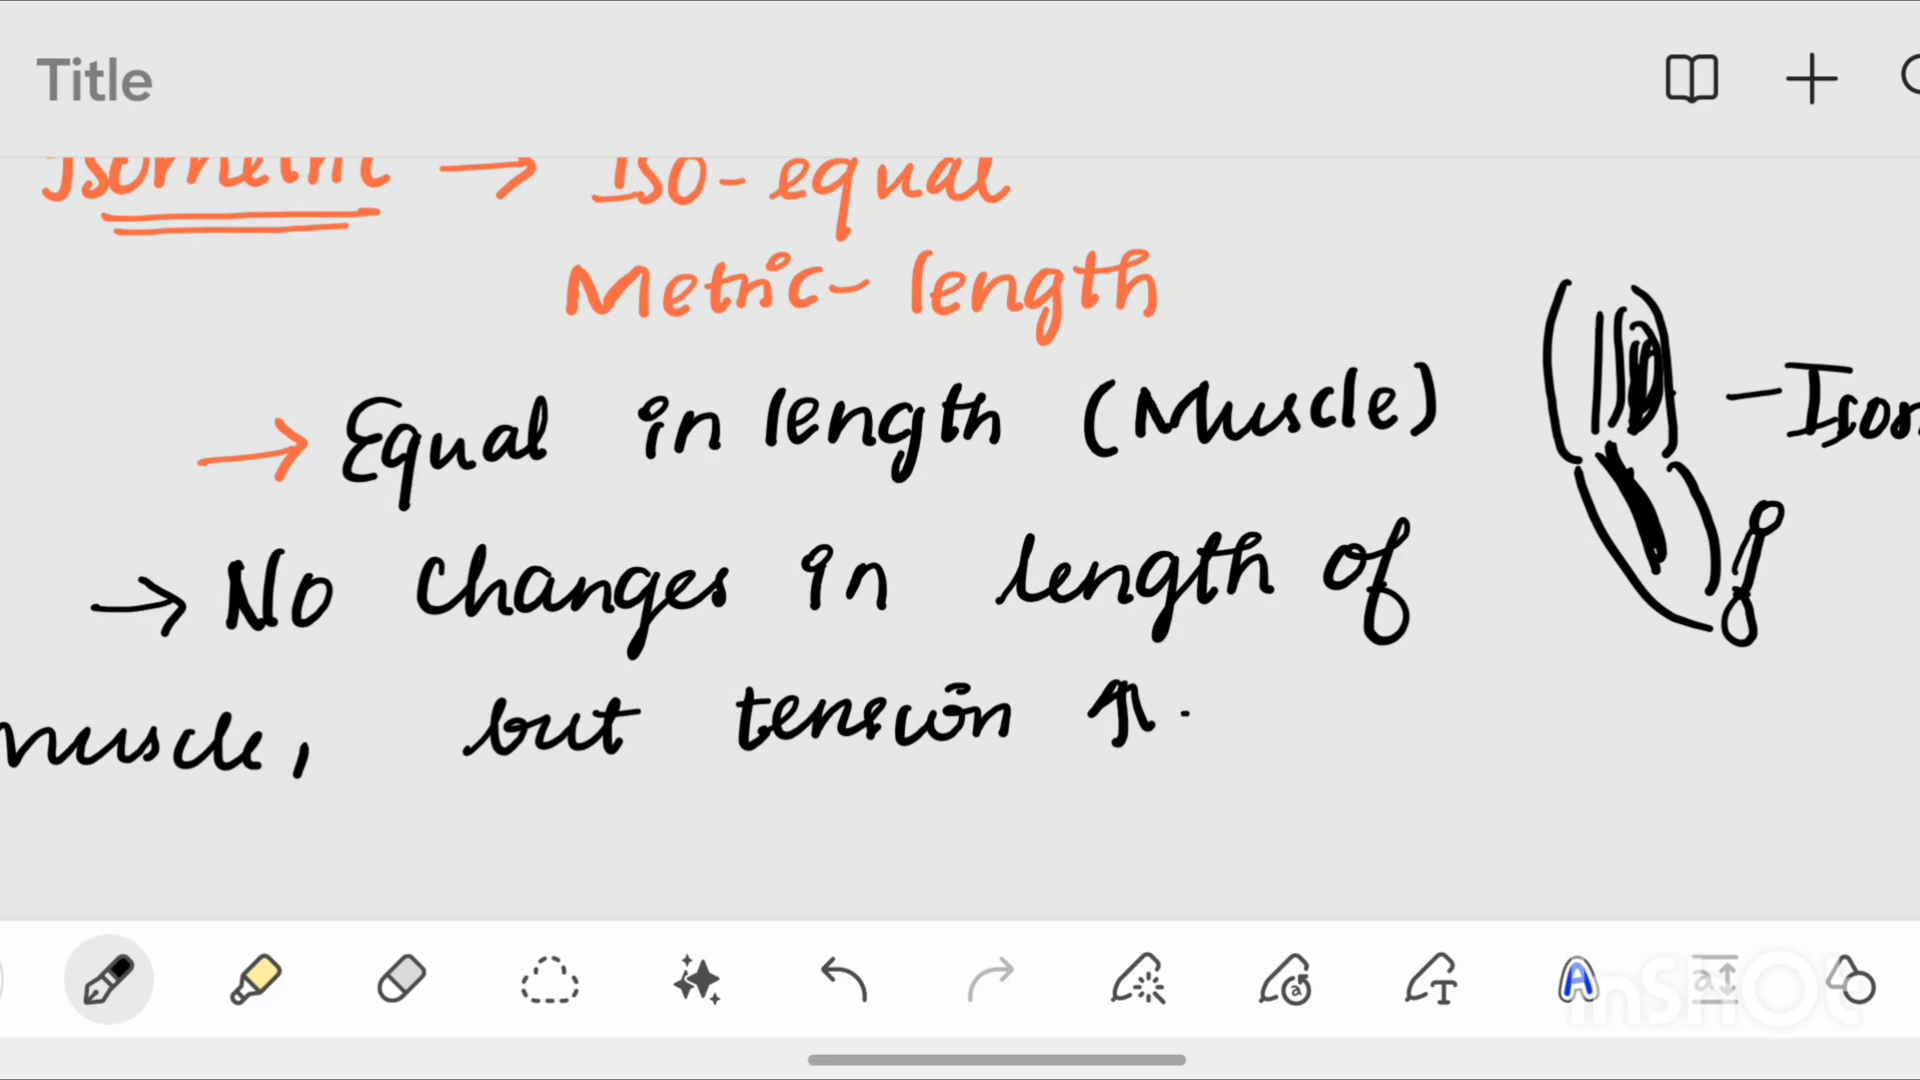 Title
Isometric → Iso - equal
Metric - length
→ Equal in length (Muscle)
- Isom
→ No changes in length of
muscle, but tension ↑.
InShot